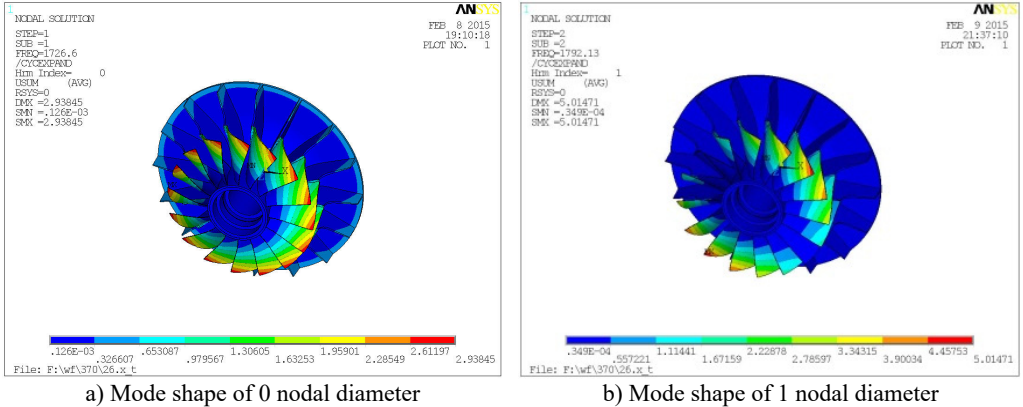 1
ANSYS
NODAL SOLUTION
FEB 8 2015
19:10:18
PLOT NO. 1
STEP=1
SUB =1
FREQ=1726.6
/CYCEXPAND
Hrm Index= 0
USUM (AVG)
RSYS=0
DMX =2.93845
SMN =.126E-03
SMX =2.93845
X
.126E-03 .653087 1.30605 1.95901 2.61197
.326607 .979567 1.63253 2.28549 2.93845
File: F:\wf\370\26.x_t
a) Mode shape of 0 nodal diameter
1
ANSYS
NODAL SOLUTION
FEB 9 2015
21:37:10
PLOT NO. 1
STEP=2
SUB =2
FREQ=1792.13
/CYCEXPAND
Hrm Index= 1
USUM (AVG)
RSYS=0
DMX =5.01471
SMN =.349E-04
SMX =5.01471
X
.349E-04 1.11441 2.22878 3.34315 4.45753
.557221 1.67159 2.78597 3.90034 5.01471
File: F:\wf\370\26.x_t
b) Mode shape of 1 nodal diameter